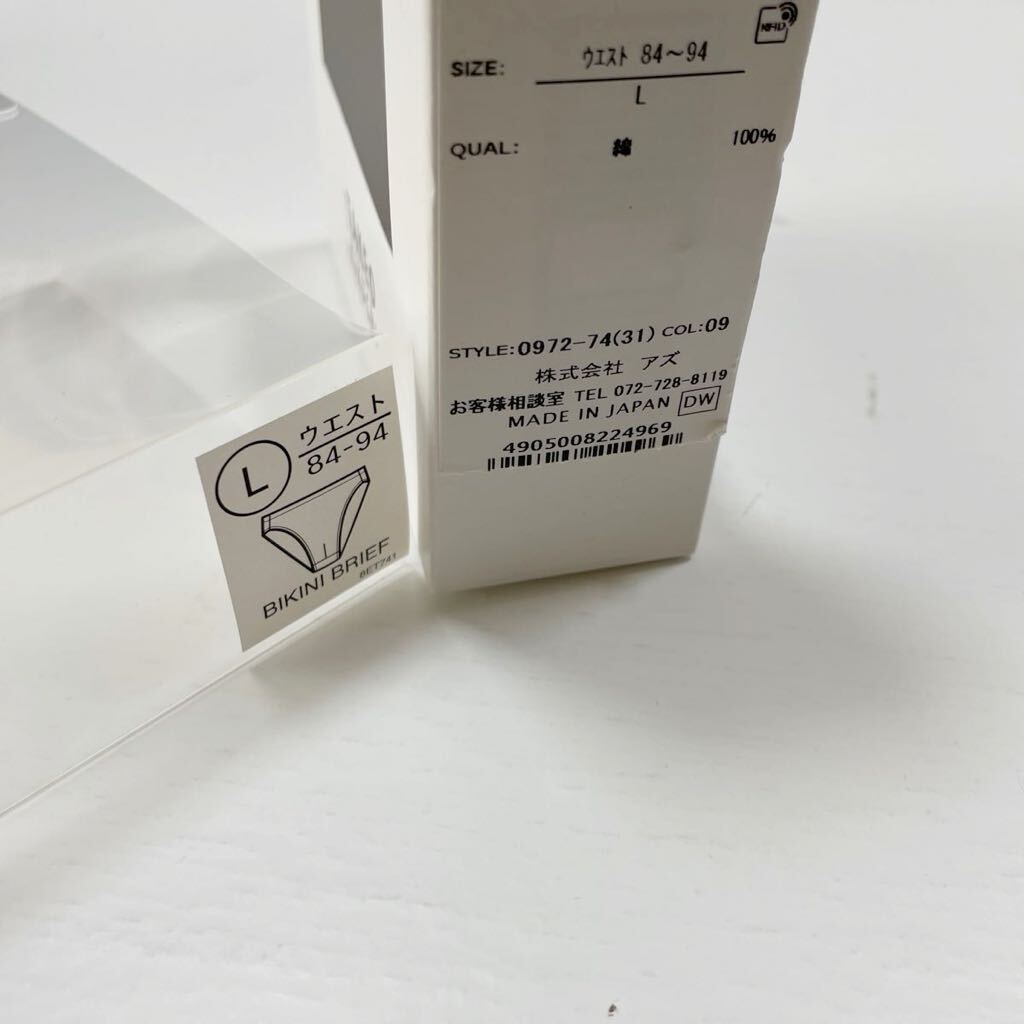 SIZE: ウエスト 84～94
L
QUAL: 綿 100%
STYLE:0972-74(31) COL:09
株式会社 アズ
お客様相談室 TEL 072-728-8119
MADE IN JAPAN DW
4905008224969
L ウエスト
84-94
BIKINI BRIEF